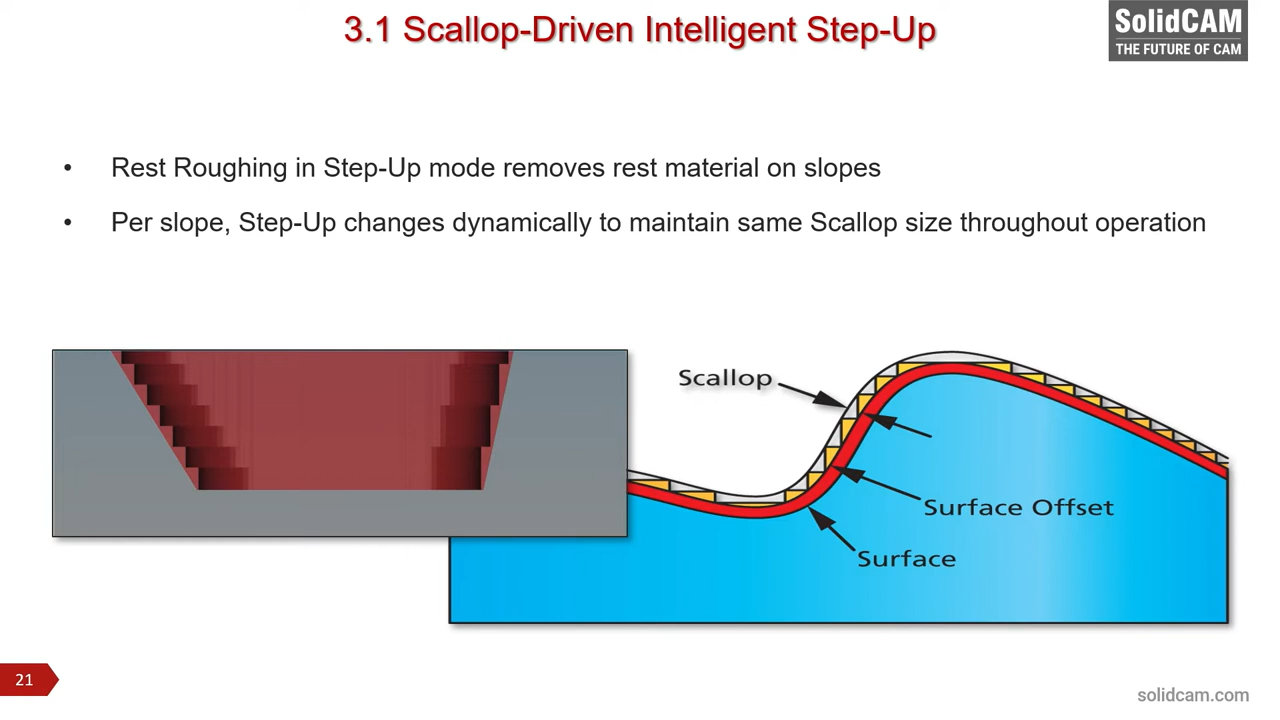 3.1 Scallop-Driven Intelligent Step-Up
SolidCAM
THE FUTURE OF CAM
• Rest Roughing in Step-Up mode removes rest material on slopes
• Per slope, Step-Up changes dynamically to maintain same Scallop size throughout operation
Scallop
Surface Offset
Surface
21
solidcam.com